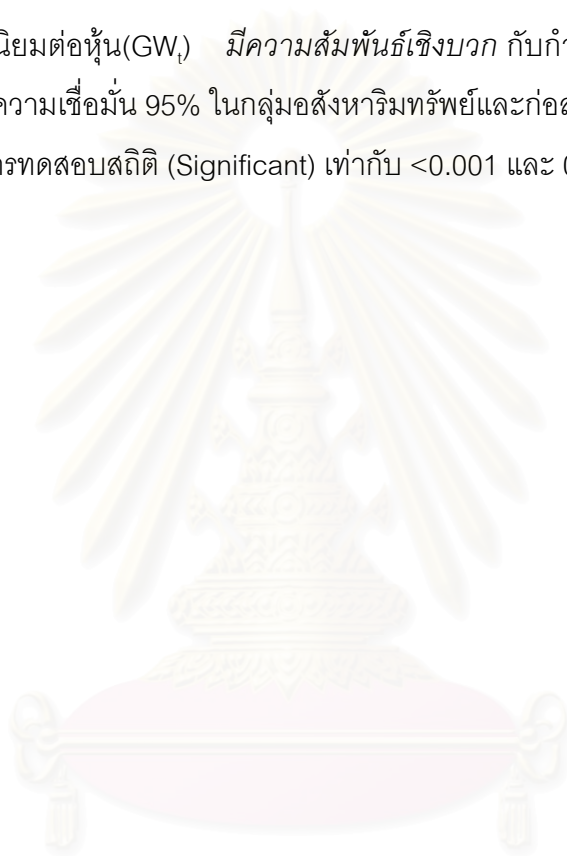 นิยมต่อหุ้น(GWt) มีความสัมพันธ์เชิงบวก กับกำ
ความเชื่อมั่น 95% ในกลุ่มอสังหาริมทรัพย์และก่อส
ารทดสอบสถิติ (Significant) เท่ากับ <0.001 และ 0